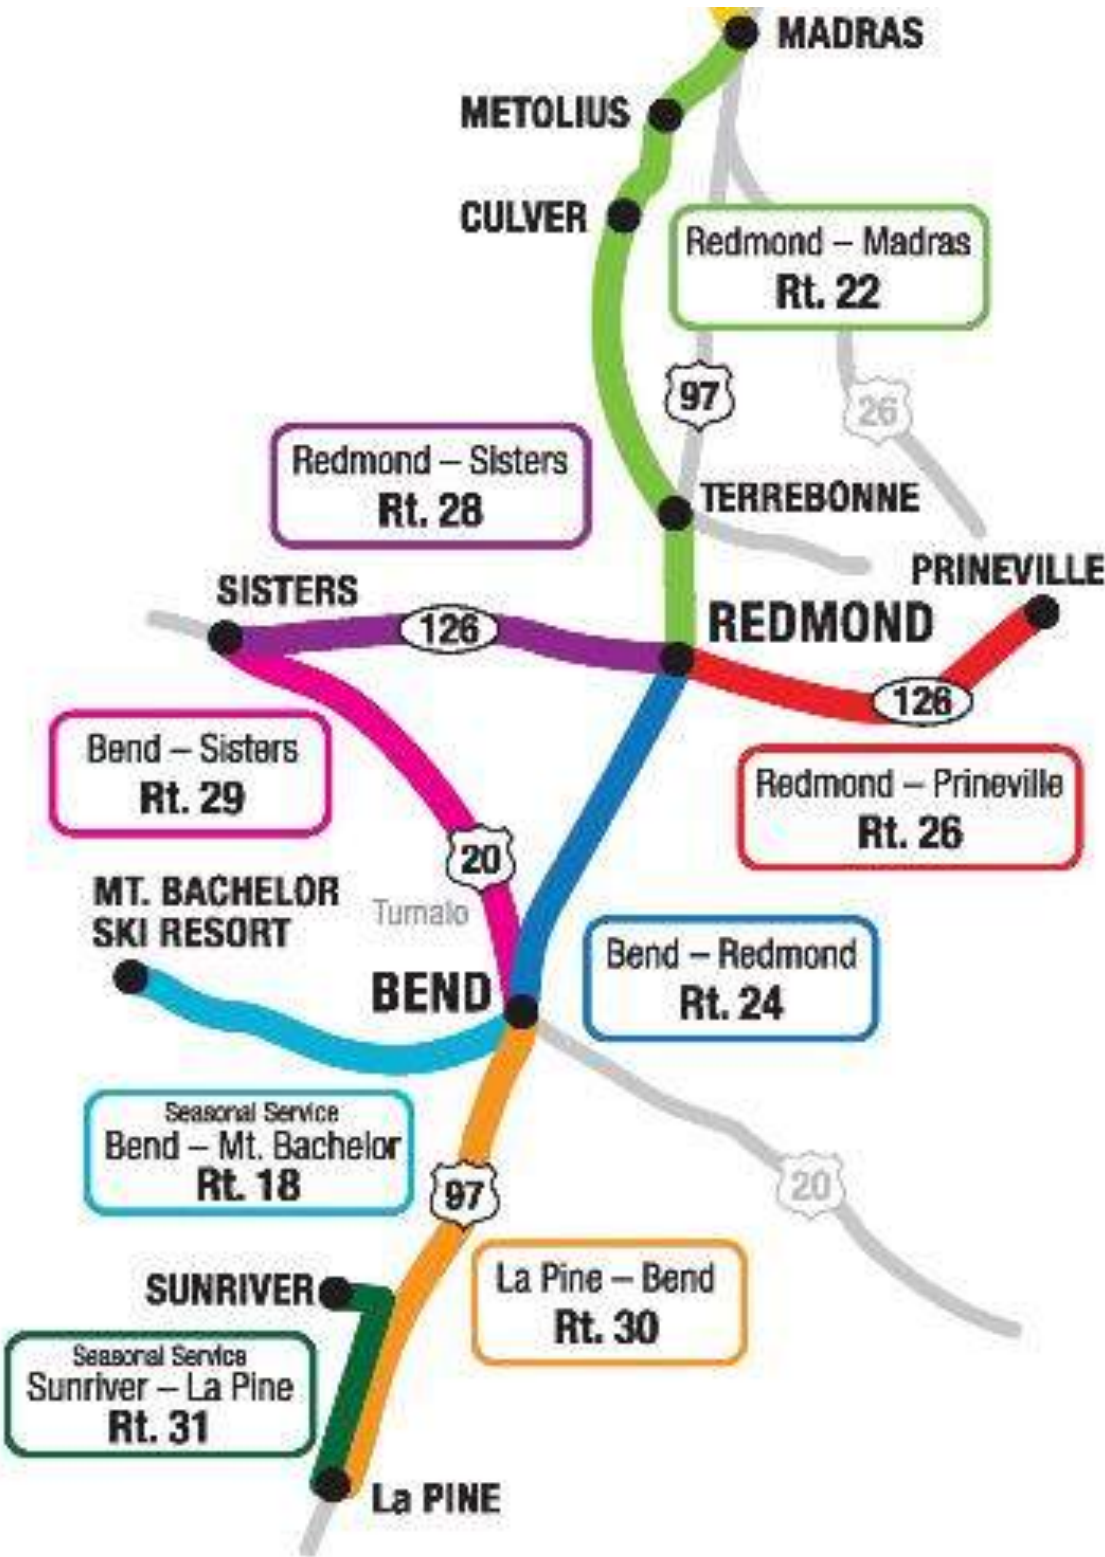 MADRAS
METOLIUS
CULVER
Redmond – Madras
Rt. 22
97
26
Redmond – Sisters
Rt. 28
TERREBONNE
PRINEVILLE
SISTERS
126
REDMOND
126
Bend – Sisters
Rt. 29
Redmond – Prineville
Rt. 26
20
MT. BACHELOR
SKI RESORT
Tumalo
BEND
Bend – Redmond
Rt. 24
Seasonal Service
Bend – Mt. Bachelor
Rt. 18
97
20
SUNRIVER
La Pine – Bend
Rt. 30
Seasonal Service
Sunriver – La Pine
Rt. 31
La PINE